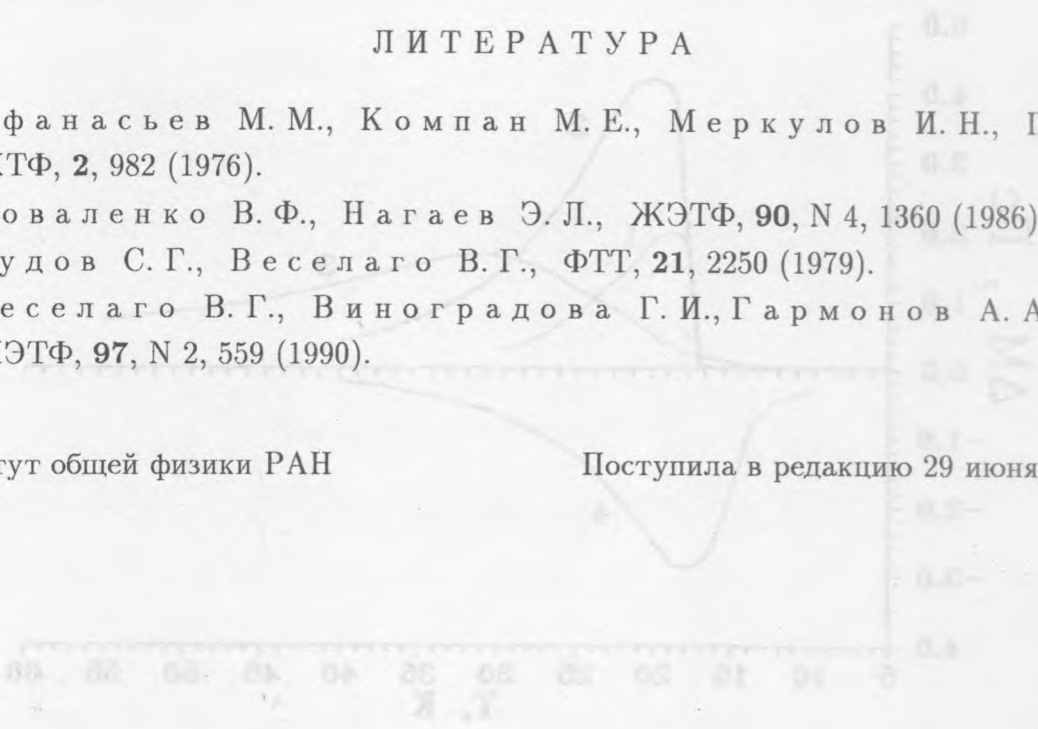 ЛИТЕРАТУРА
фанасьев М. М., Компан М. Е., Меркулов И. Н.,
ТФ, 2, 982 (1976).
оваленко В. Ф., Нагаев Э. Л., ЖЭТФ, 90, N 4, 1360 (1986)
удов С. Г., Веселаго В. Г., ФТТ, 21, 2250 (1979).
еселаго В. Г., Виноградова Г. И., Гармонов А. А
ЭТФ, 97, N 2, 559 (1990).
тут общей физики РАН
Поступила в редакцию 29 июня